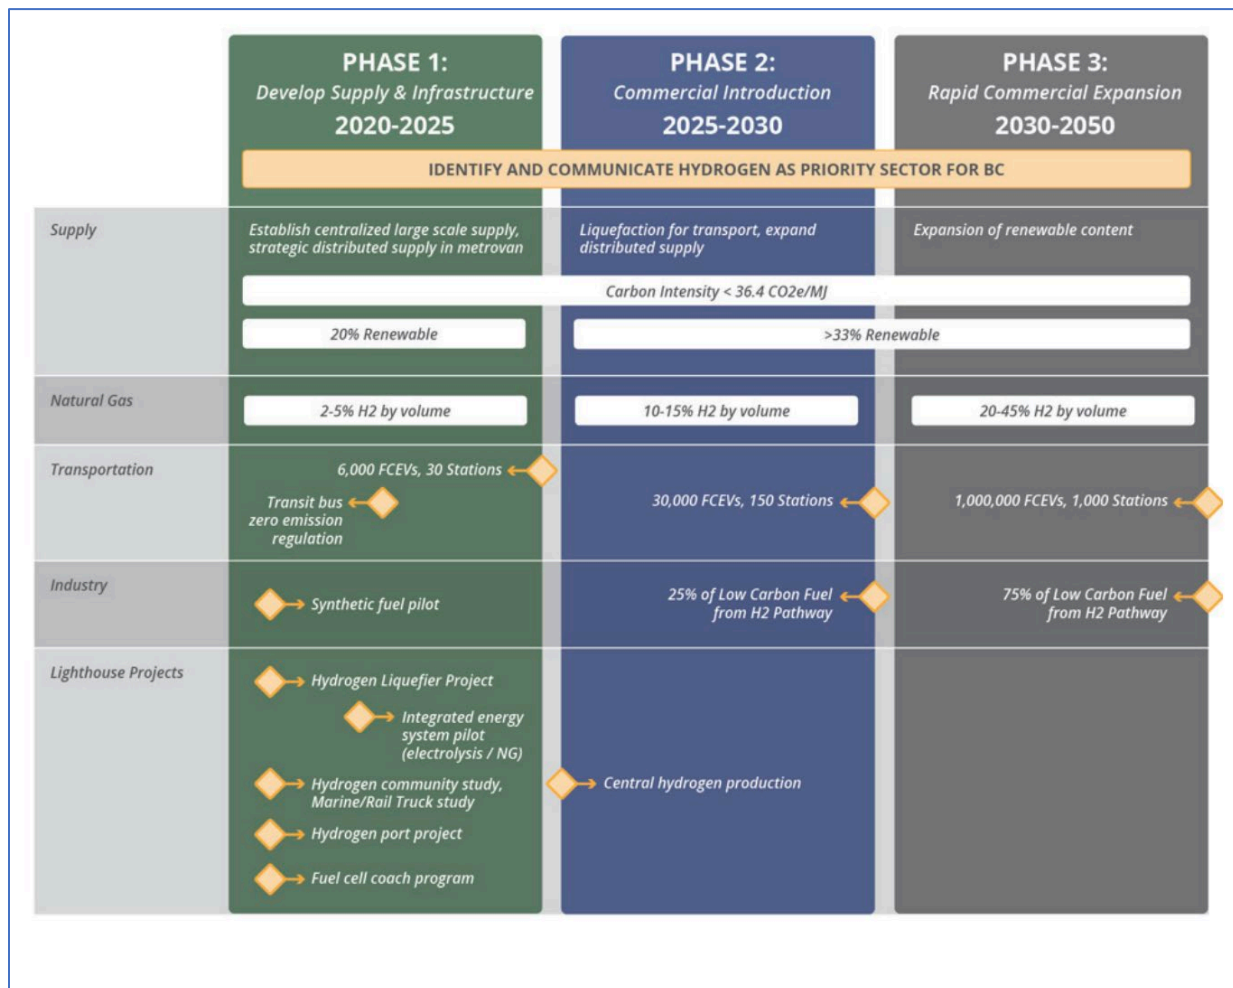 PHASE 1:
Develop Supply & Infrastructure
2020-2025
PHASE 2:
Commercial Introduction
2025-2030
PHASE 3:
Rapid Commercial Expansion
2030-2050
IDENTIFY AND COMMUNICATE HYDROGEN AS PRIORITY SECTOR FOR BC
Supply
Establish centralized large scale supply,
strategic distributed supply in metrovan
Liquefaction for transport, expand
distributed supply
Expansion of renewable content
Carbon Intensity < 36.4 CO2e/MJ
20% Renewable
>33% Renewable
Natural Gas
2-5% H2 by volume
10-15% H2 by volume
20-45% H2 by volume
Transportation
6,000 FCEVs, 30 Stations
Transit bus
zero emission
regulation
30,000 FCEVs, 150 Stations
1,000,000 FCEVs, 1,000 Stations
Industry
Synthetic fuel pilot
25% of Low Carbon Fuel
from H2 Pathway
75% of Low Carbon Fuel
from H2 Pathway
Lighthouse Projects
Hydrogen Liquefier Project
Integrated energy
system pilot
(electrolysis / NG)
Hydrogen community study,
Marine/Rail Truck study
Central hydrogen production
Hydrogen port project
Fuel cell coach program